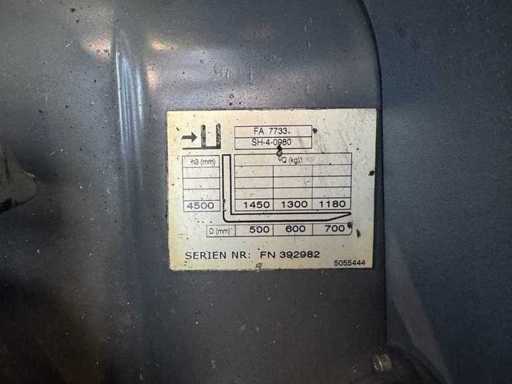 FA 7733
SH-4-0980
h3 (mm) Q (kg)
4500 1450 1300 1180
D (mm) 500 600 700
SERIEN NR: FN 392982
5055444